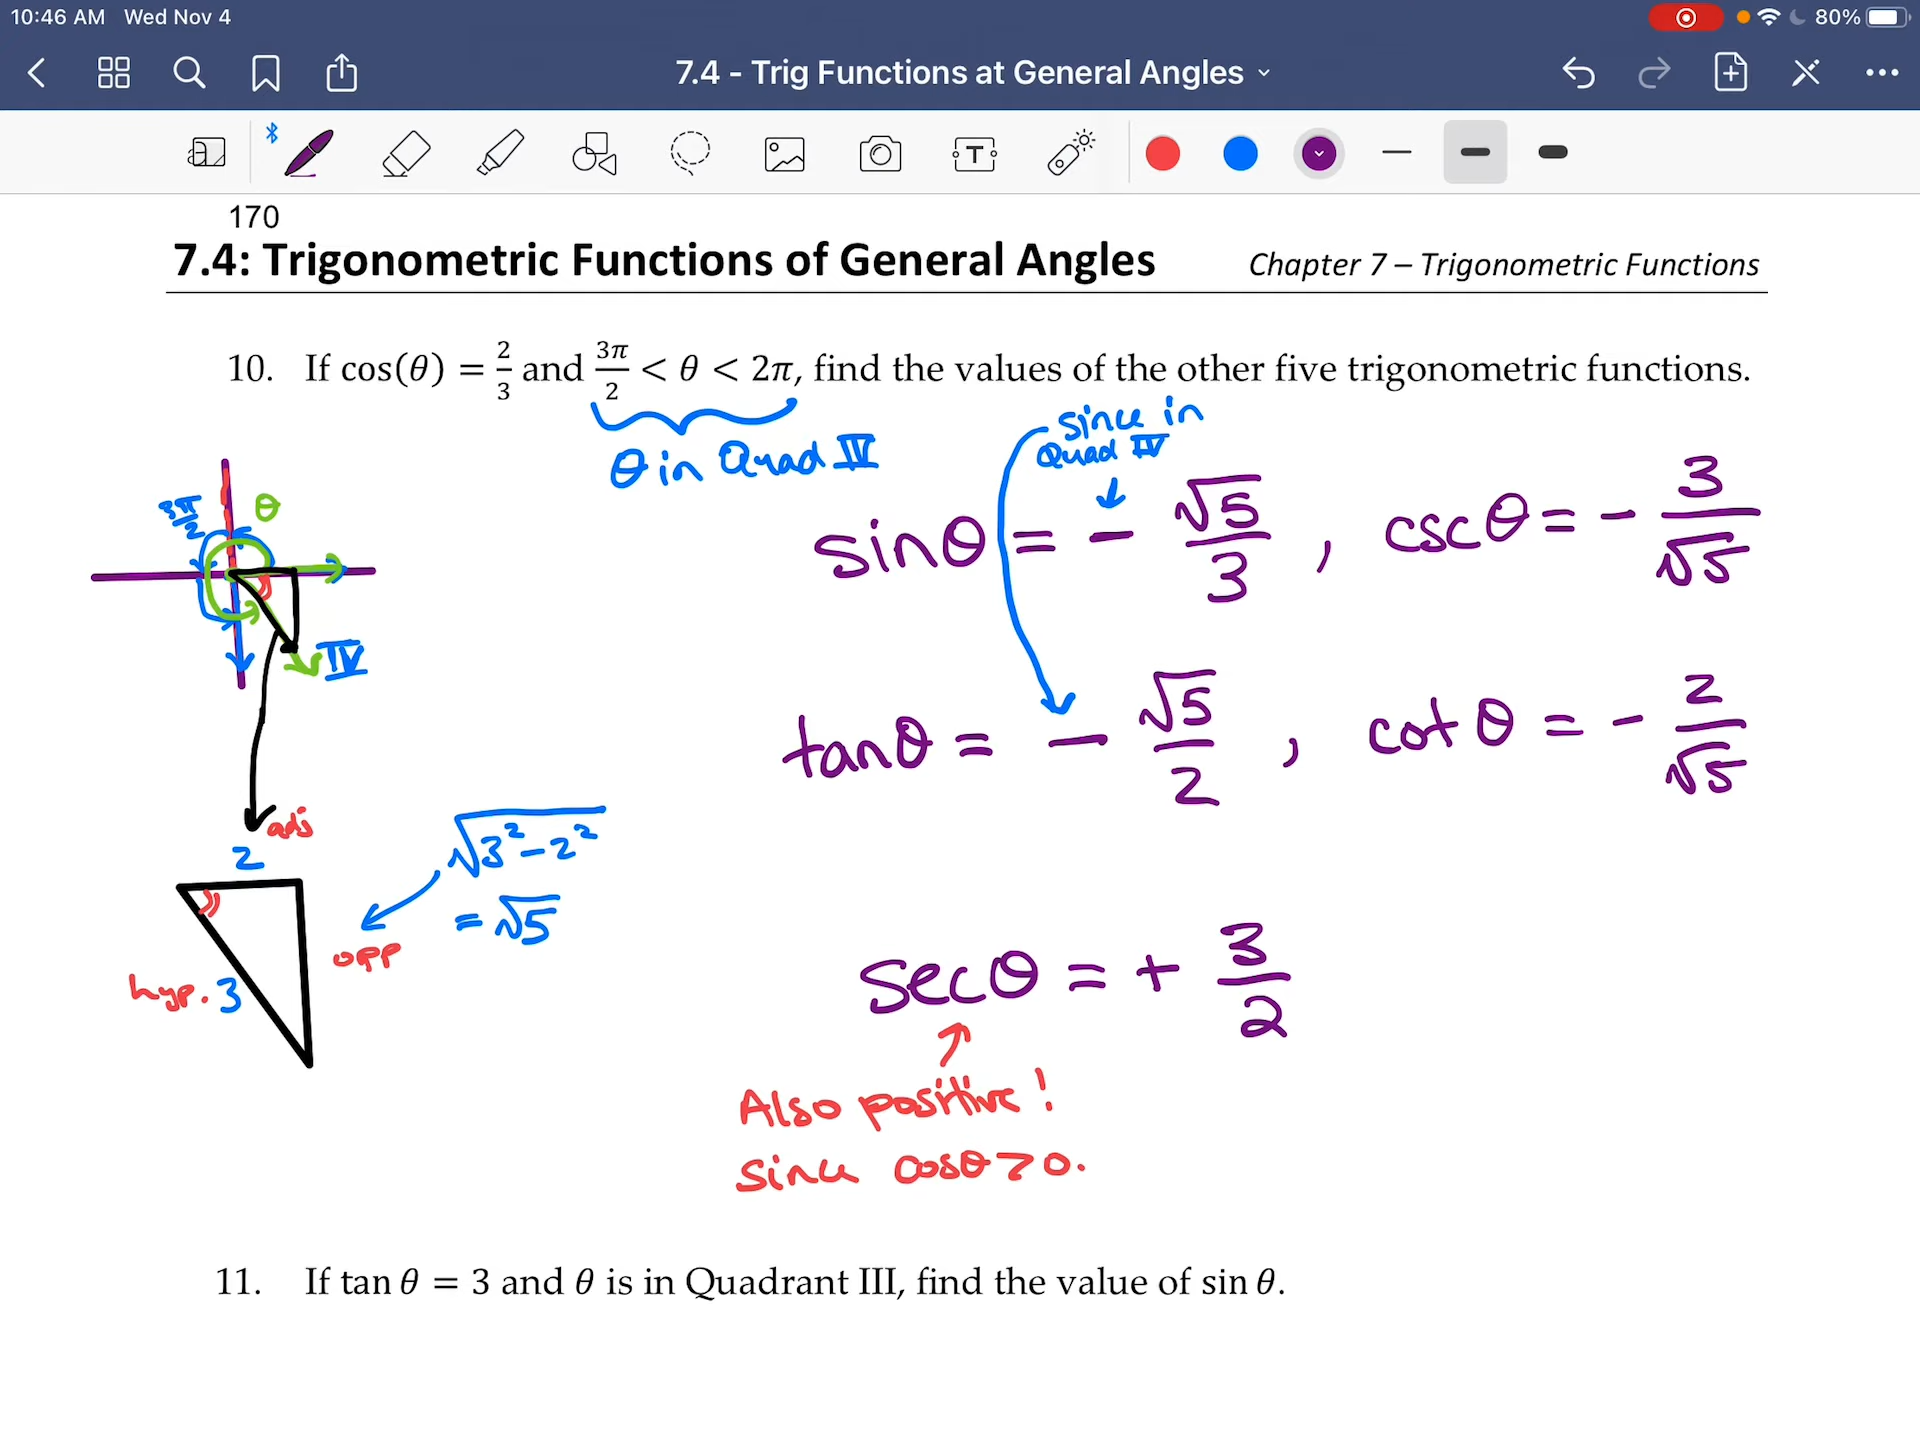 10:46 AM Wed Nov 4
80%
7.4 - Trig Functions at General Angles
170
7.4: Trigonometric Functions of General Angles
Chapter 7 – Trigonometric Functions
10. If cos(θ) = 2/3 and 3π/2 < θ < 2π, find the values of the other five trigonometric functions.
θ in Quad IV
since in
Quad IV
3π/2
θ
IV
sinθ = - √5/3 , cscθ = - 3/√5
tanθ = - √5/2 , cot θ = - 2/√5
adj
2
√3²-2²
= √5
opp
hyp. 3
secθ = + 3/2
Also positive!
since cosθ>0.
11. If tan θ = 3 and θ is in Quadrant III, find the value of sin θ.